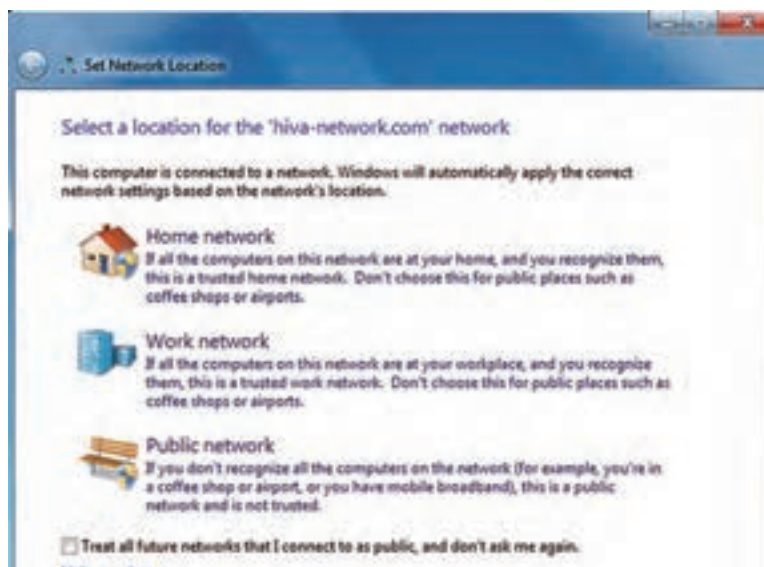 Set Network Location
Select a location for the 'hiva-network.com' network
This computer is connected to a network. Windows will automatically apply the correct
network settings based on the network's location.
Home network
If all the computers on this network are at your home, and you recognize them,
this is a trusted home network. Don't choose this for public places such as
coffee shops or airports.
Work network
If all the computers on this network are at your workplace, and you recognize
them, this is a trusted work network. Don't choose this for public places such as
coffee shops or airports.
Public network
If you don't recognize all the computers on the network (for example, you're in
a coffee shop or airport, or you have mobile broadband), this is a public
network and is not trusted.
Treat all future networks that I connect to as public, and don't ask me again.